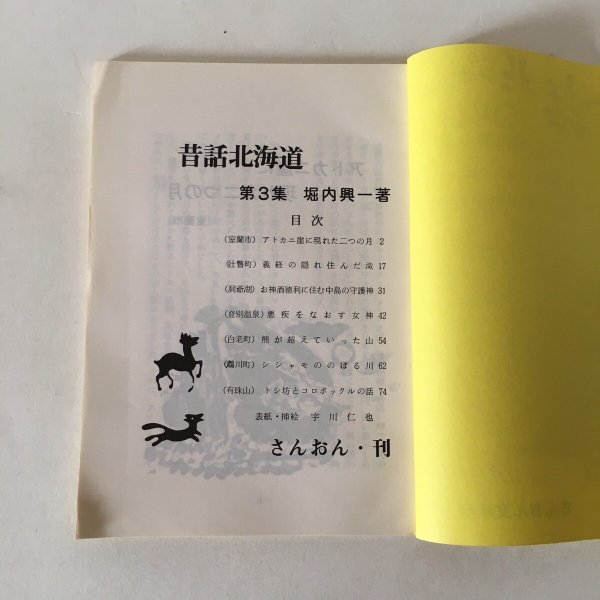 昔話北海道
第3集 堀内興一著
目次
(室蘭市) アトカニ崖に現れた二つの月 2
(壮瞥町) 義経の隠れ住んだ滝 17
(洞爺湖) お神酒徳利に住む中島の守護神 31
(登別温泉) 悪疾をなおす女神 42
(白老町) 熊が超えていった山 54
(鵡川町) シシャモののぼる川 62
(有珠山) トシ坊とコロボックルの話 74
表紙・挿絵 宇川仁也
さんおん・刊